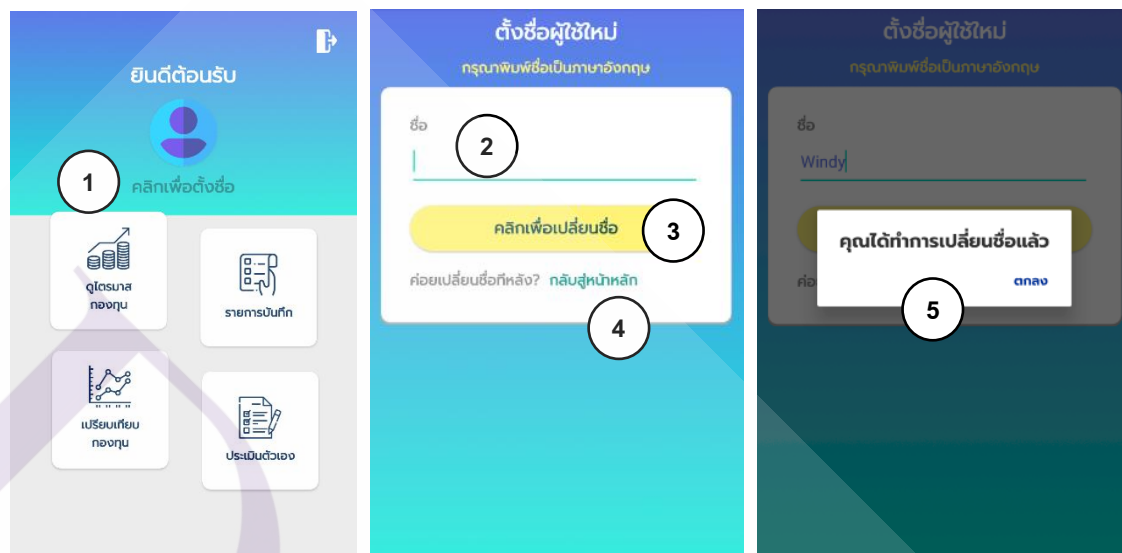 ยินดีต้อนรับ
1
คลิกเพื่อตั้งชื่อ
ดูไตรมาส
กองทุน
รายการบันทึก
เปรียบเทียบ
กองทุน
ประเมินตัวเอง
ตั้งชื่อผู้ใช้ใหม่
กรุณาพิมพ์ชื่อเป็นภาษาอังกฤษ
ชื่อ
2
คลิกเพื่อเปลี่ยนชื่อ
3
ค่อยเปลี่ยนชื่อทีหลัง? กลับสู่หน้าหลัก
4
ตั้งชื่อผู้ใช้ใหม่
กรุณาพิมพ์ชื่อเป็นภาษาอังกฤษ
ชื่อ
Windy
คุณได้ทำการเปลี่ยนชื่อแล้ว
ค่อ
ตกลง
5